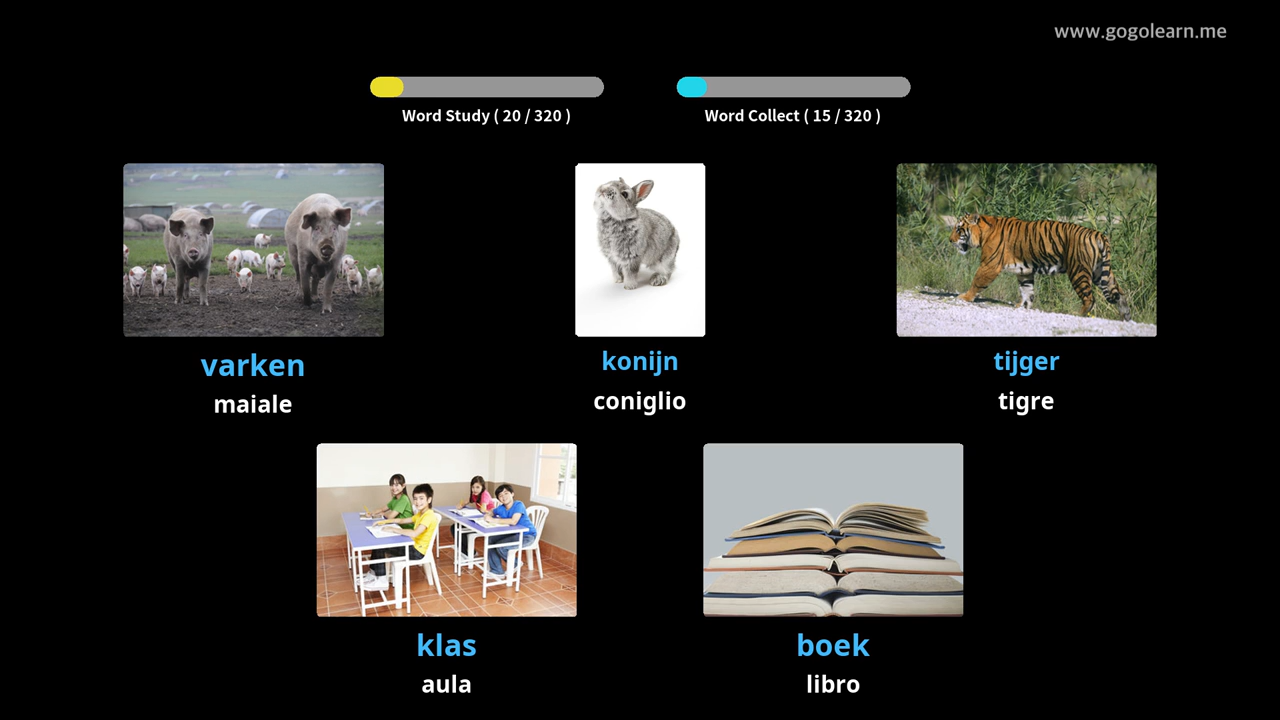 www.gogolearn.me
Word Study ( 20 / 320 )
Word Collect ( 15 / 320 )
varken
maiale
konijn
coniglio
tijger
tigre
klas
aula
boek
libro